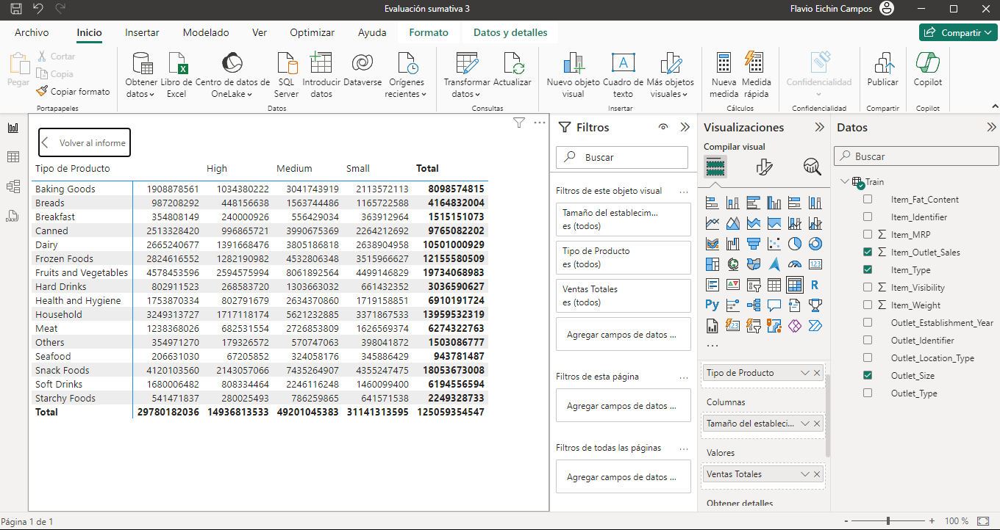 Evaluación sumativa 3
Flavio Eichin Campos
Archivo Inicio Insertar Modelado Ver Optimizar Ayuda Formato Datos y detalles Compartir
Pegar
Cortar
Copia
Copiar formato
Portapapeles
Obtener datos
Libro de Excel
Centro de datos de OneLake
SQL Server
Introducir datos
Dataverse
Orígenes recientes
Datos
Transformar datos
Actualizar
Consultas
Nuevo objeto visual
Cuadro de texto
Más objetos visuales
Insertar
Nueva medida
Medida rápida
Cálculos
Confidencialidad
Confidencialidad
Publicar
Compartir
Copilot
Copilot
Volver al informe
Tipo de Producto High Medium Small Total
Baking Goods 1908878561 1034380222 3041743919 2113572113 8098574815
Breads 987208292 448156638 1563744486 1165722588 4164832004
Breakfast 354808149 240000926 556429034 363912964 1515151073
Canned 2513328420 996865721 3990675369 2264212692 9765082202
Dairy 2665240677 1391668476 3805186818 2638904958 10501000929
Frozen Foods 2824616552 1282190982 4532806348 3515966627 12155580509
Fruits and Vegetables 4578453596 2594575994 8061892564 4499146829 19734068983
Hard Drinks 802911523 268583720 1303663032 661432352 3036590627
Health and Hygiene 1753870334 802791679 2634370860 1719158851 6910191724
Household 3249313727 1717118174 5621232885 3371867533 13959532319
Meat 1238368026 682531554 2726853809 1626569374 6274322763
Others 354971270 179326572 570747063 398041872 1503086777
Seafood 206631030 67205852 324058176 345886429 943781487
Snack Foods 4120103560 2143057066 7435264907 4355247475 18053673008
Soft Drinks 1680006482 808334464 2246116248 1460099400 6194556594
Starchy Foods 541471837 280025493 786259865 641571538 2249328733
Total 29780182036 14936813533 49201045383 31141313595 125059354547
Filtros
Buscar
Filtros de este objeto visual ...
Tamaño del establecim...
es (todos)
Tipo de Producto
es (todos)
Ventas Totales
es (todos)
Agregar campos de datos ...
Filtros de esta página ...
Agregar campos de datos ...
Filtros de todas las páginas ...
Agregar campos de datos ...
Visualizaciones
Compilar visual
R
Py
123
...
Tipo de Producto
Columnas
Tamaño del estableci...
Valores
Ventas Totales
Obtener detalles
Datos
Buscar
Train
Item_Fat_Content
Item_Identifier
Item_MRP
Item_Outlet_Sales
Item_Type
Item_Visibility
Item_Weight
Outlet_Establishment_Year
Outlet_Identifier
Outlet_Location_Type
Outlet_Size
Outlet_Type
Página 1 de 1
- + 100 %